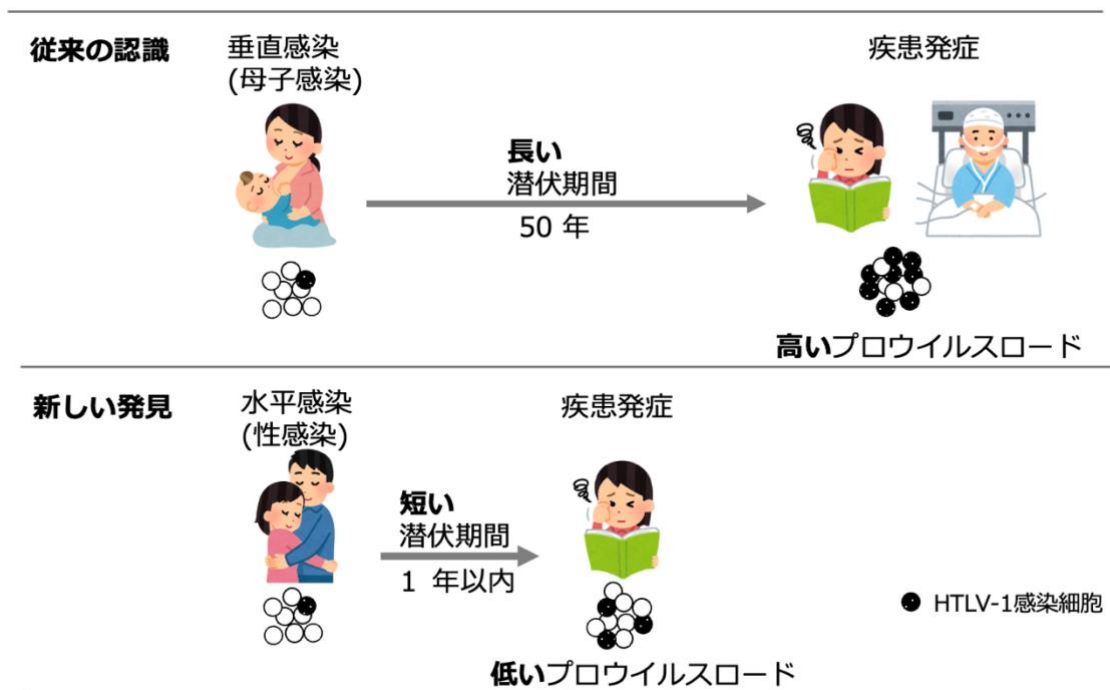 従来の認識
垂直感染
(母子感染)
長い
潜伏期間
50 年
疾患発症
高いプロウイルスロード
新しい発見
水平感染
(性感染)
短い
潜伏期間
1 年以内
疾患発症
低いプロウイルスロード
HTLV-1感染細胞